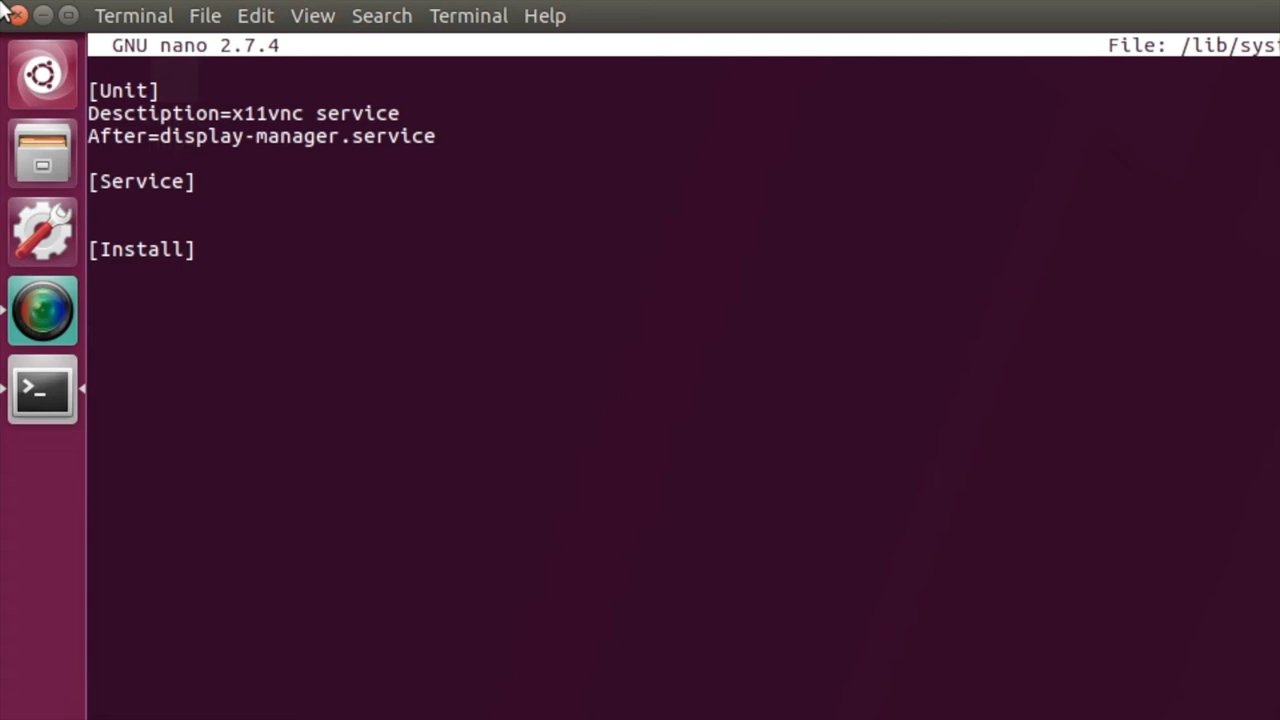 Terminal File Edit View Search Terminal Help
GNU nano 2.7.4 File: /lib/sys
[Unit]
Desctiption=x11vnc service
After=display-manager.service
[Service]
[Install]
>_